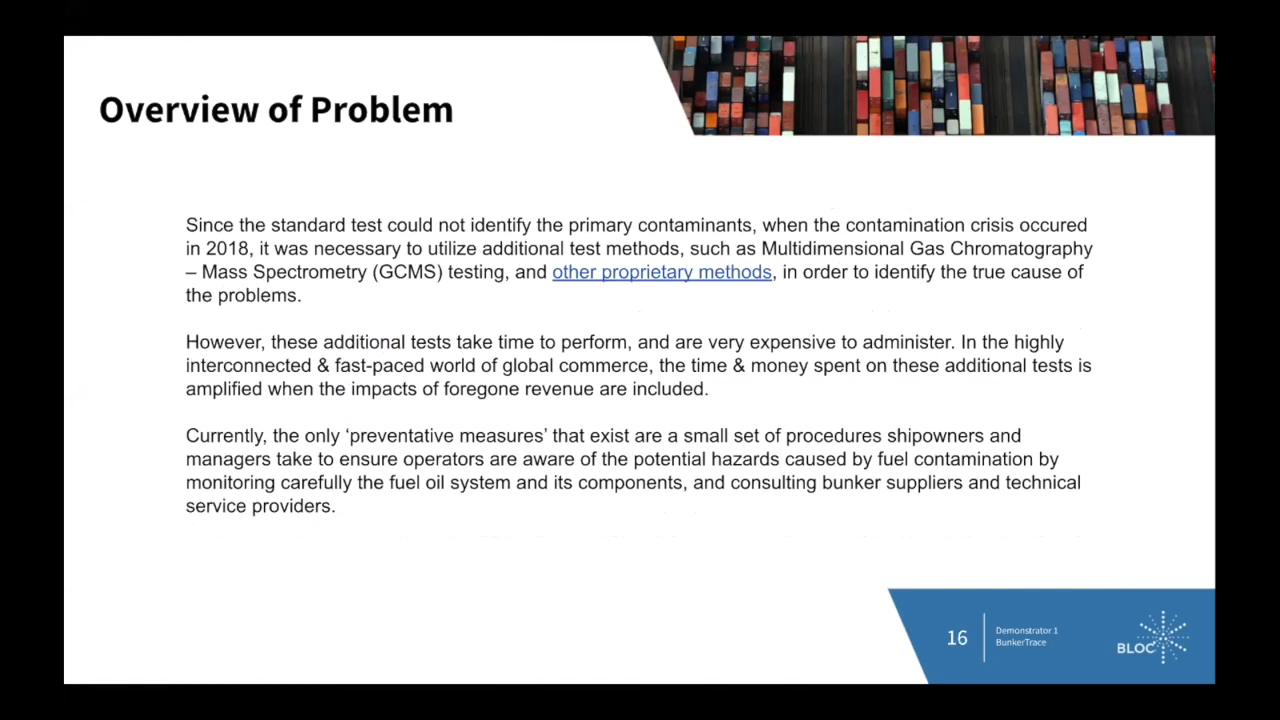 Overview of Problem
Since the standard test could not identify the primary contaminants, when the contamination crisis occured
in 2018, it was necessary to utilize additional test methods, such as Multidimensional Gas Chromatography
– Mass Spectrometry (GCMS) testing, and other proprietary methods, in order to identify the true cause of
the problems.
However, these additional tests take time to perform, and are very expensive to administer. In the highly
interconnected & fast-paced world of global commerce, the time & money spent on these additional tests is
amplified when the impacts of foregone revenue are included.
Currently, the only ‘preventative measures’ that exist are a small set of procedures shipowners and
managers take to ensure operators are aware of the potential hazards caused by fuel contamination by
monitoring carefully the fuel oil system and its components, and consulting bunker suppliers and technical
service providers.
16
Demonstrator 1
BunkerTrace
BLOC